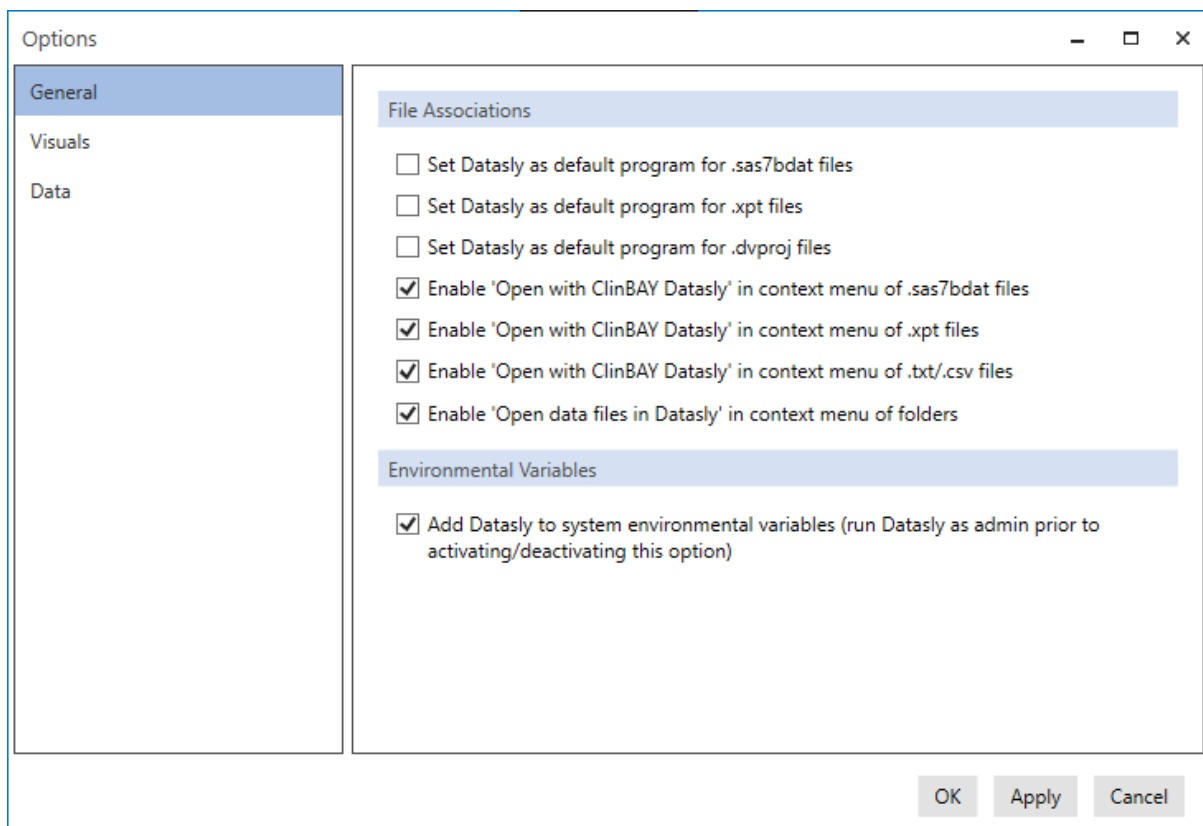 Options
General
Visuals
Data
File Associations
Set Datasly as default program for .sas7bdat files
Set Datasly as default program for .xpt files
Set Datasly as default program for .dvproj files
Enable 'Open with ClinBAY Datasly' in context menu of .sas7bdat files
Enable 'Open with ClinBAY Datasly' in context menu of .xpt files
Enable 'Open with ClinBAY Datasly' in context menu of .txt/.csv files
Enable 'Open data files in Datasly' in context menu of folders
Environmental Variables
Add Datasly to system environmental variables (run Datasly as admin prior to
activating/deactivating this option)
OK
Apply
Cancel